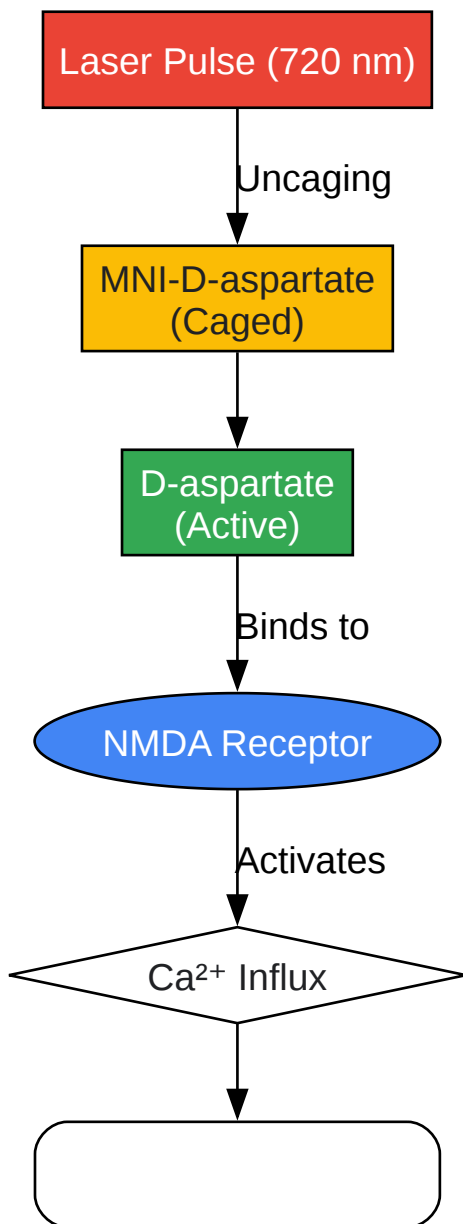 Laser Pulse (720 nm)
Uncaging
MNI-D-aspartate
(Caged)
D-aspartate
(Active)
Binds to
NMDA Receptor
Activates
Ca²⁺ Influx